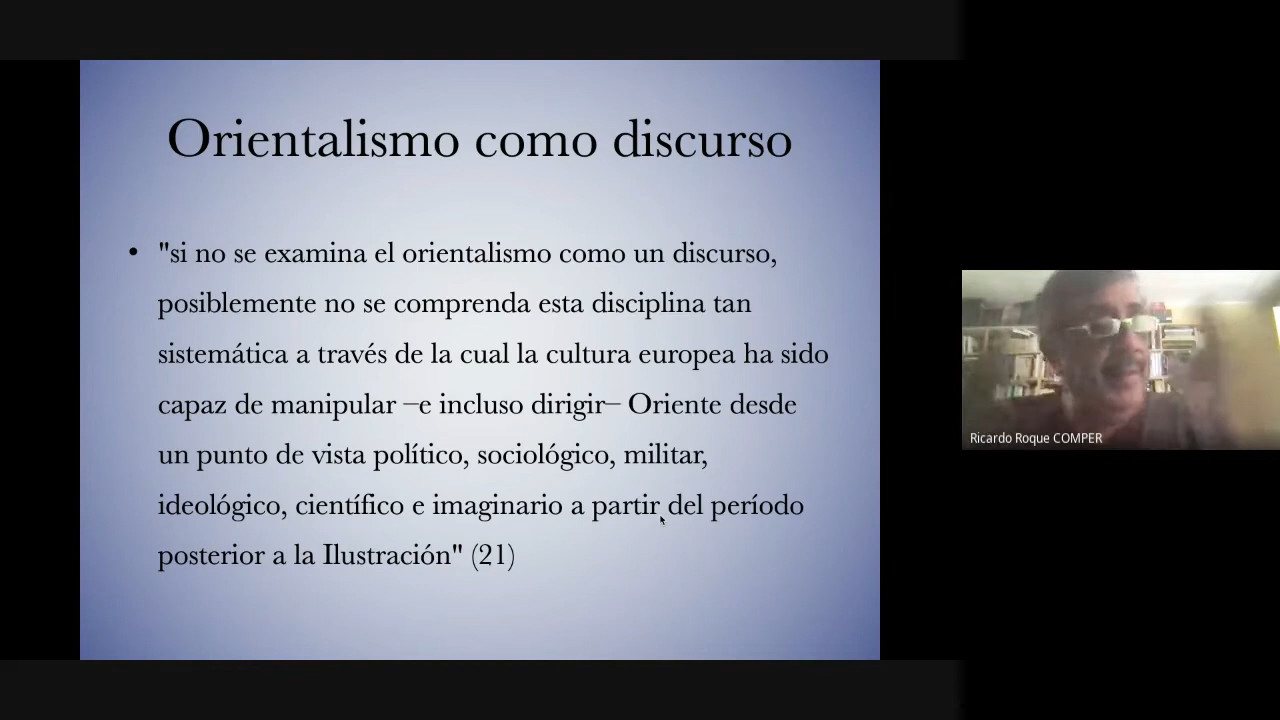 Orientalismo como discurso
• "si no se examina el orientalismo como un discurso,
posiblemente no se comprenda esta disciplina tan
sistemática a través de la cual la cultura europea ha sido
capaz de manipular –e incluso dirigir– Oriente desde
un punto de vista político, sociológico, militar,
ideológico, científico e imaginario a partir del período
posterior a la Ilustración" (21)
Ricardo Roque COMPER